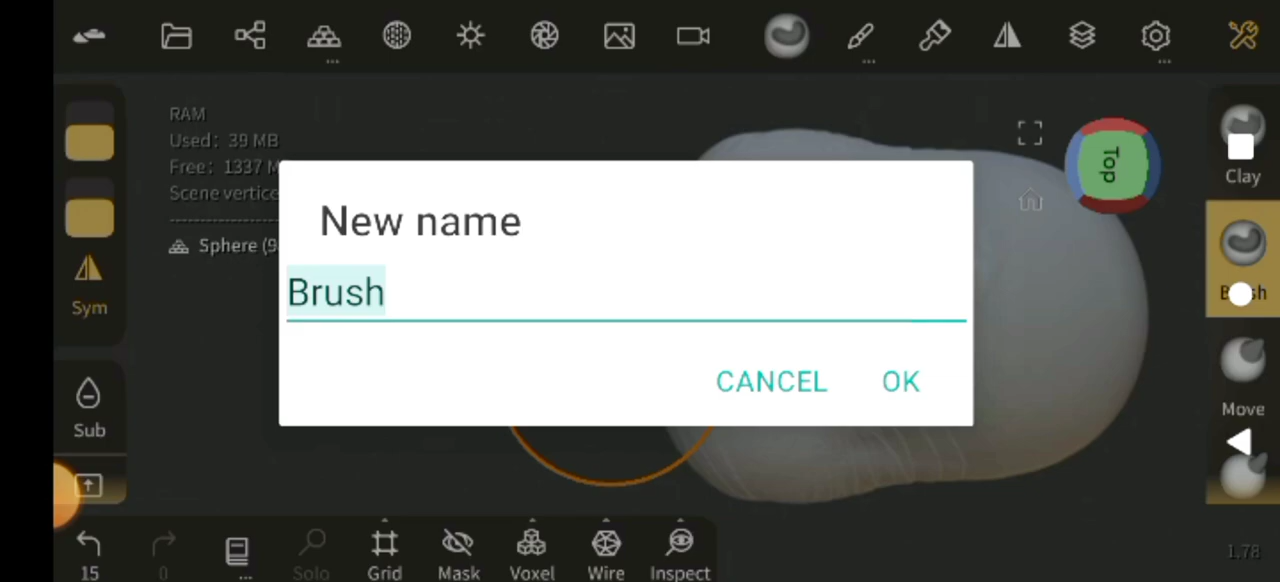 RAM
Used: 39 MB
Free: 1337 M
Scene vertice
Sphere (9
Top
New name
Brush
CANCEL
OK
Sym
Sub
Clay
Move
15
0
...
Solo
Grid
Mask
Voxel
Wire
Inspect
1.78